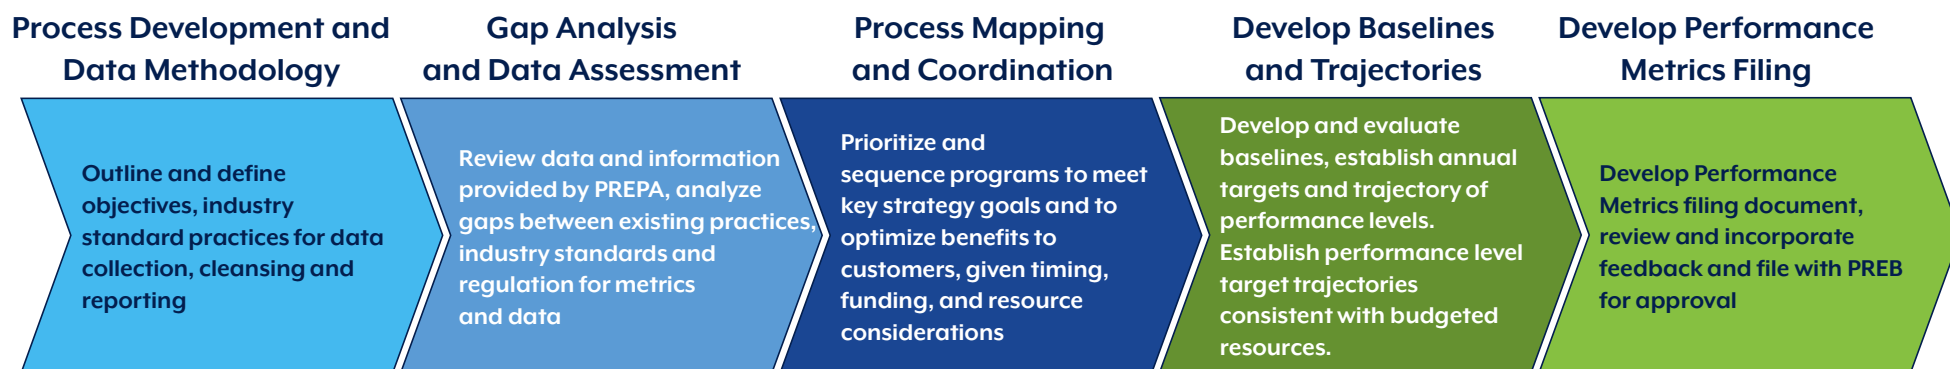 Process Development and
Data Methodology
Outline and define
objectives, industry
standard practices for data
collection, cleansing and
reporting
Gap Analysis
and Data Assessment
Review data and information
provided by PREPA, analyze
gaps between existing practices,
industry standards and
regulation for metrics
and data
Process Mapping
and Coordination
Prioritize and
sequence programs to meet
key strategy goals and to
optimize benefits to
customers, given timing,
funding, and resource
considerations
Develop Baselines
and Trajectories
Develop and evaluate
baselines, establish annual
targets and trajectory of
performance levels.
Establish performance level
target trajectories
consistent with budgeted
resources.
Develop Performance
Metrics Filing
Develop Performance
Metrics filing document,
review and incorporate
feedback and file with PREB
for approval